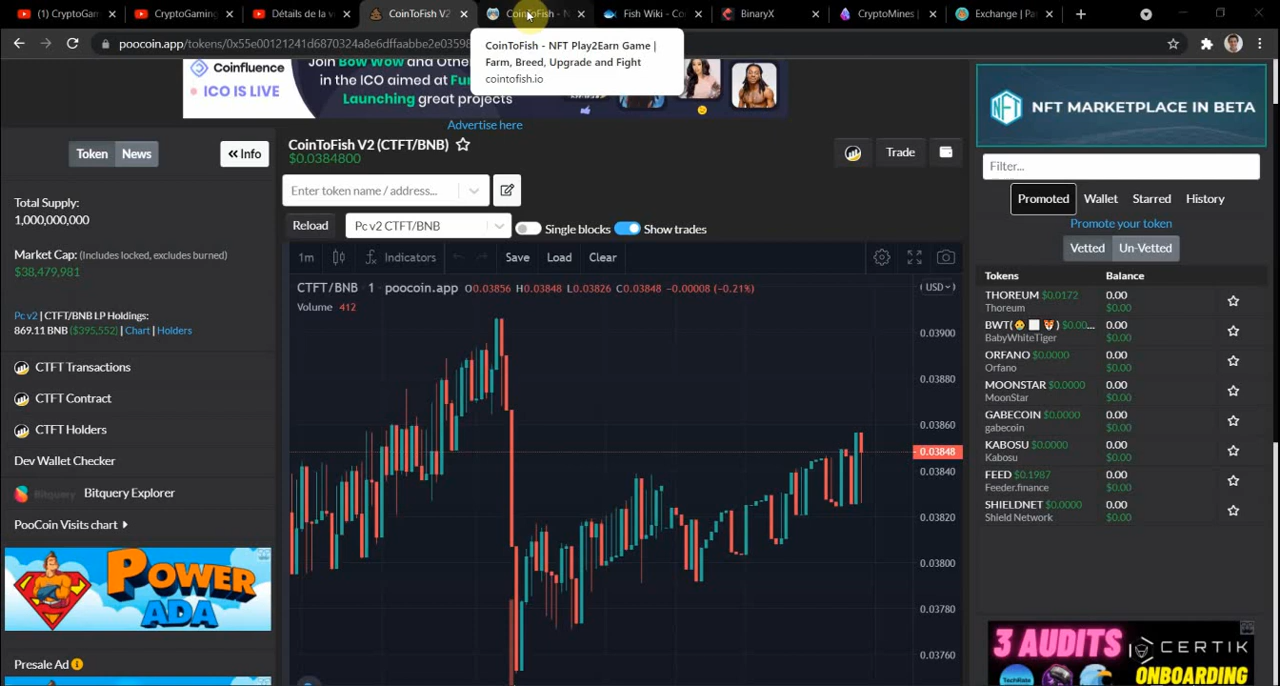 (1) CryptoGam
CryptoGaming
Détails de la v
CoinToFish V2
CoinToFish - N
Fish Wiki - Co
BinaryX
CryptoMines |
Exchange | Pa
poocoin.app/tokens/0x55e00121241d6870324a8e6dffaabbe2e03598
CoinToFish - NFT Play2Earn Game |
Farm, Breed, Upgrade and Fight
cointofish.io
Coinfluence
ICO IS LIVE
Join Bow Wow and Othe
in the ICO aimed at Fu
Launching great projects
Advertise here
NFT MARKETPLACE IN BETA
Token
News
Info
CoinToFish V2 (CTFT/BNB)
$0.0384800
Trade
Filter...
Enter token name / address...
Promoted
Wallet
Starred
History
Promote your token
Vetted
Un-Vetted
Total Supply:
1,000,000,000
Market Cap: (Includes locked, excludes burned)
$38,479,981
Pc v2 | CTFT/BNB LP Holdings:
869.11 BNB ($395,552) | Chart | Holders
CTFT Transactions
CTFT Contract
CTFT Holders
Dev Wallet Checker
Bitquery
Bitquery Explorer
PooCoin Visits chart
POWER
ADA
Presale Ad
Reload
Pc v2 CTFT/BNB
Single blocks
Show trades
1m
Indicators
Save
Load
Clear
CTFT/BNB · 1 · poocoin.app O0.03856 H0.03848 L0.03826 C0.03848 -0.00008 (-0.21%)
Volume 412
( USD
0.03900
0.03880
0.03860
0.03848
0.03840
0.03820
0.03800
0.03780
0.03760
Tokens
Balance
THOREUM $0.0172
Thoreum
0.00
$0.00
BWT( ) $0.00...
BabyWhiteTiger
0.00
$0.00
ORFANO $0.0000
Orfano
0.00
$0.00
MOONSTAR $0.0000
MoonStar
0.00
$0.00
GABECOIN $0.0000
gabecoin
0.00
$0.00
KABOSU $0.0000
Kabosu
0.00
$0.00
FEED $0.1987
Feeder.finance
0.00
$0.00
SHIELDNET $0.0000
Shield Network
0.00
$0.00
3 AUDITS
CERTIK
ONBOARDING
TechRate